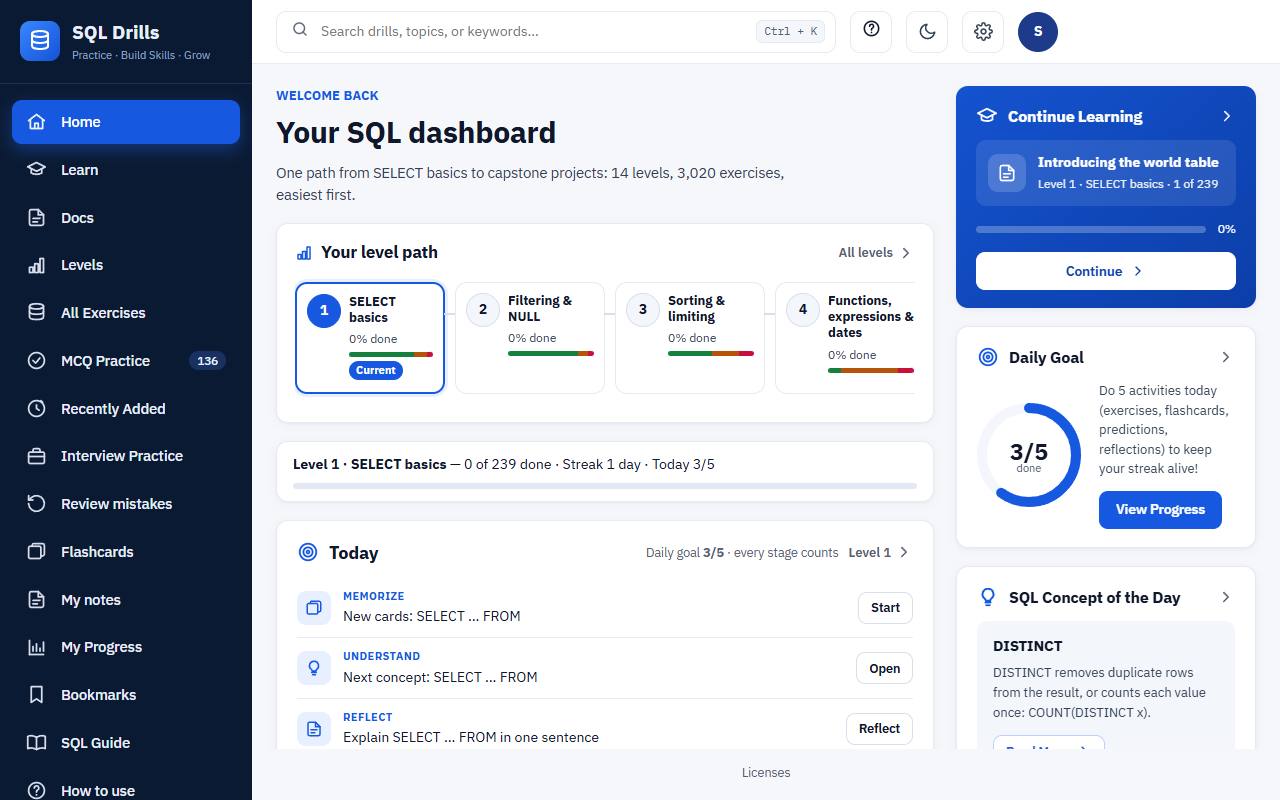 SQL Drills
Practice · Build Skills · Grow
Home
Learn
Docs
Levels
All Exercises
MCQ Practice 136
Recently Added
Interview Practice
Review mistakes
Flashcards
My notes
My Progress
Bookmarks
SQL Guide
How to use
Search drills, topics, or keywords... Ctrl + K
S
WELCOME BACK
Your SQL dashboard
One path from SELECT basics to capstone projects: 14 levels, 3,020 exercises,
easiest first.
Your level path All levels
1 SELECT
basics
0% done
Current
2 Filtering &
NULL
0% done
3 Sorting &
limiting
0% done
4 Functions,
expressions &
dates
0% done
Level 1 · SELECT basics — 0 of 239 done · Streak 1 day · Today 3/5
Today Daily goal 3/5 · every stage counts Level 1
MEMORIZE
New cards: SELECT ... FROM
Start
UNDERSTAND
Next concept: SELECT ... FROM
Open
REFLECT
Explain SELECT ... FROM in one sentence
Reflect
Continue Learning
Introducing the world table
Level 1 · SELECT basics · 1 of 239
0%
Continue
Daily Goal
3/5
done
Do 5 activities today
(exercises, flashcards,
predictions,
reflections) to keep
your streak alive!
View Progress
SQL Concept of the Day
DISTINCT
DISTINCT removes duplicate rows
from the result, or counts each value
once: COUNT(DISTINCT x).
Licenses